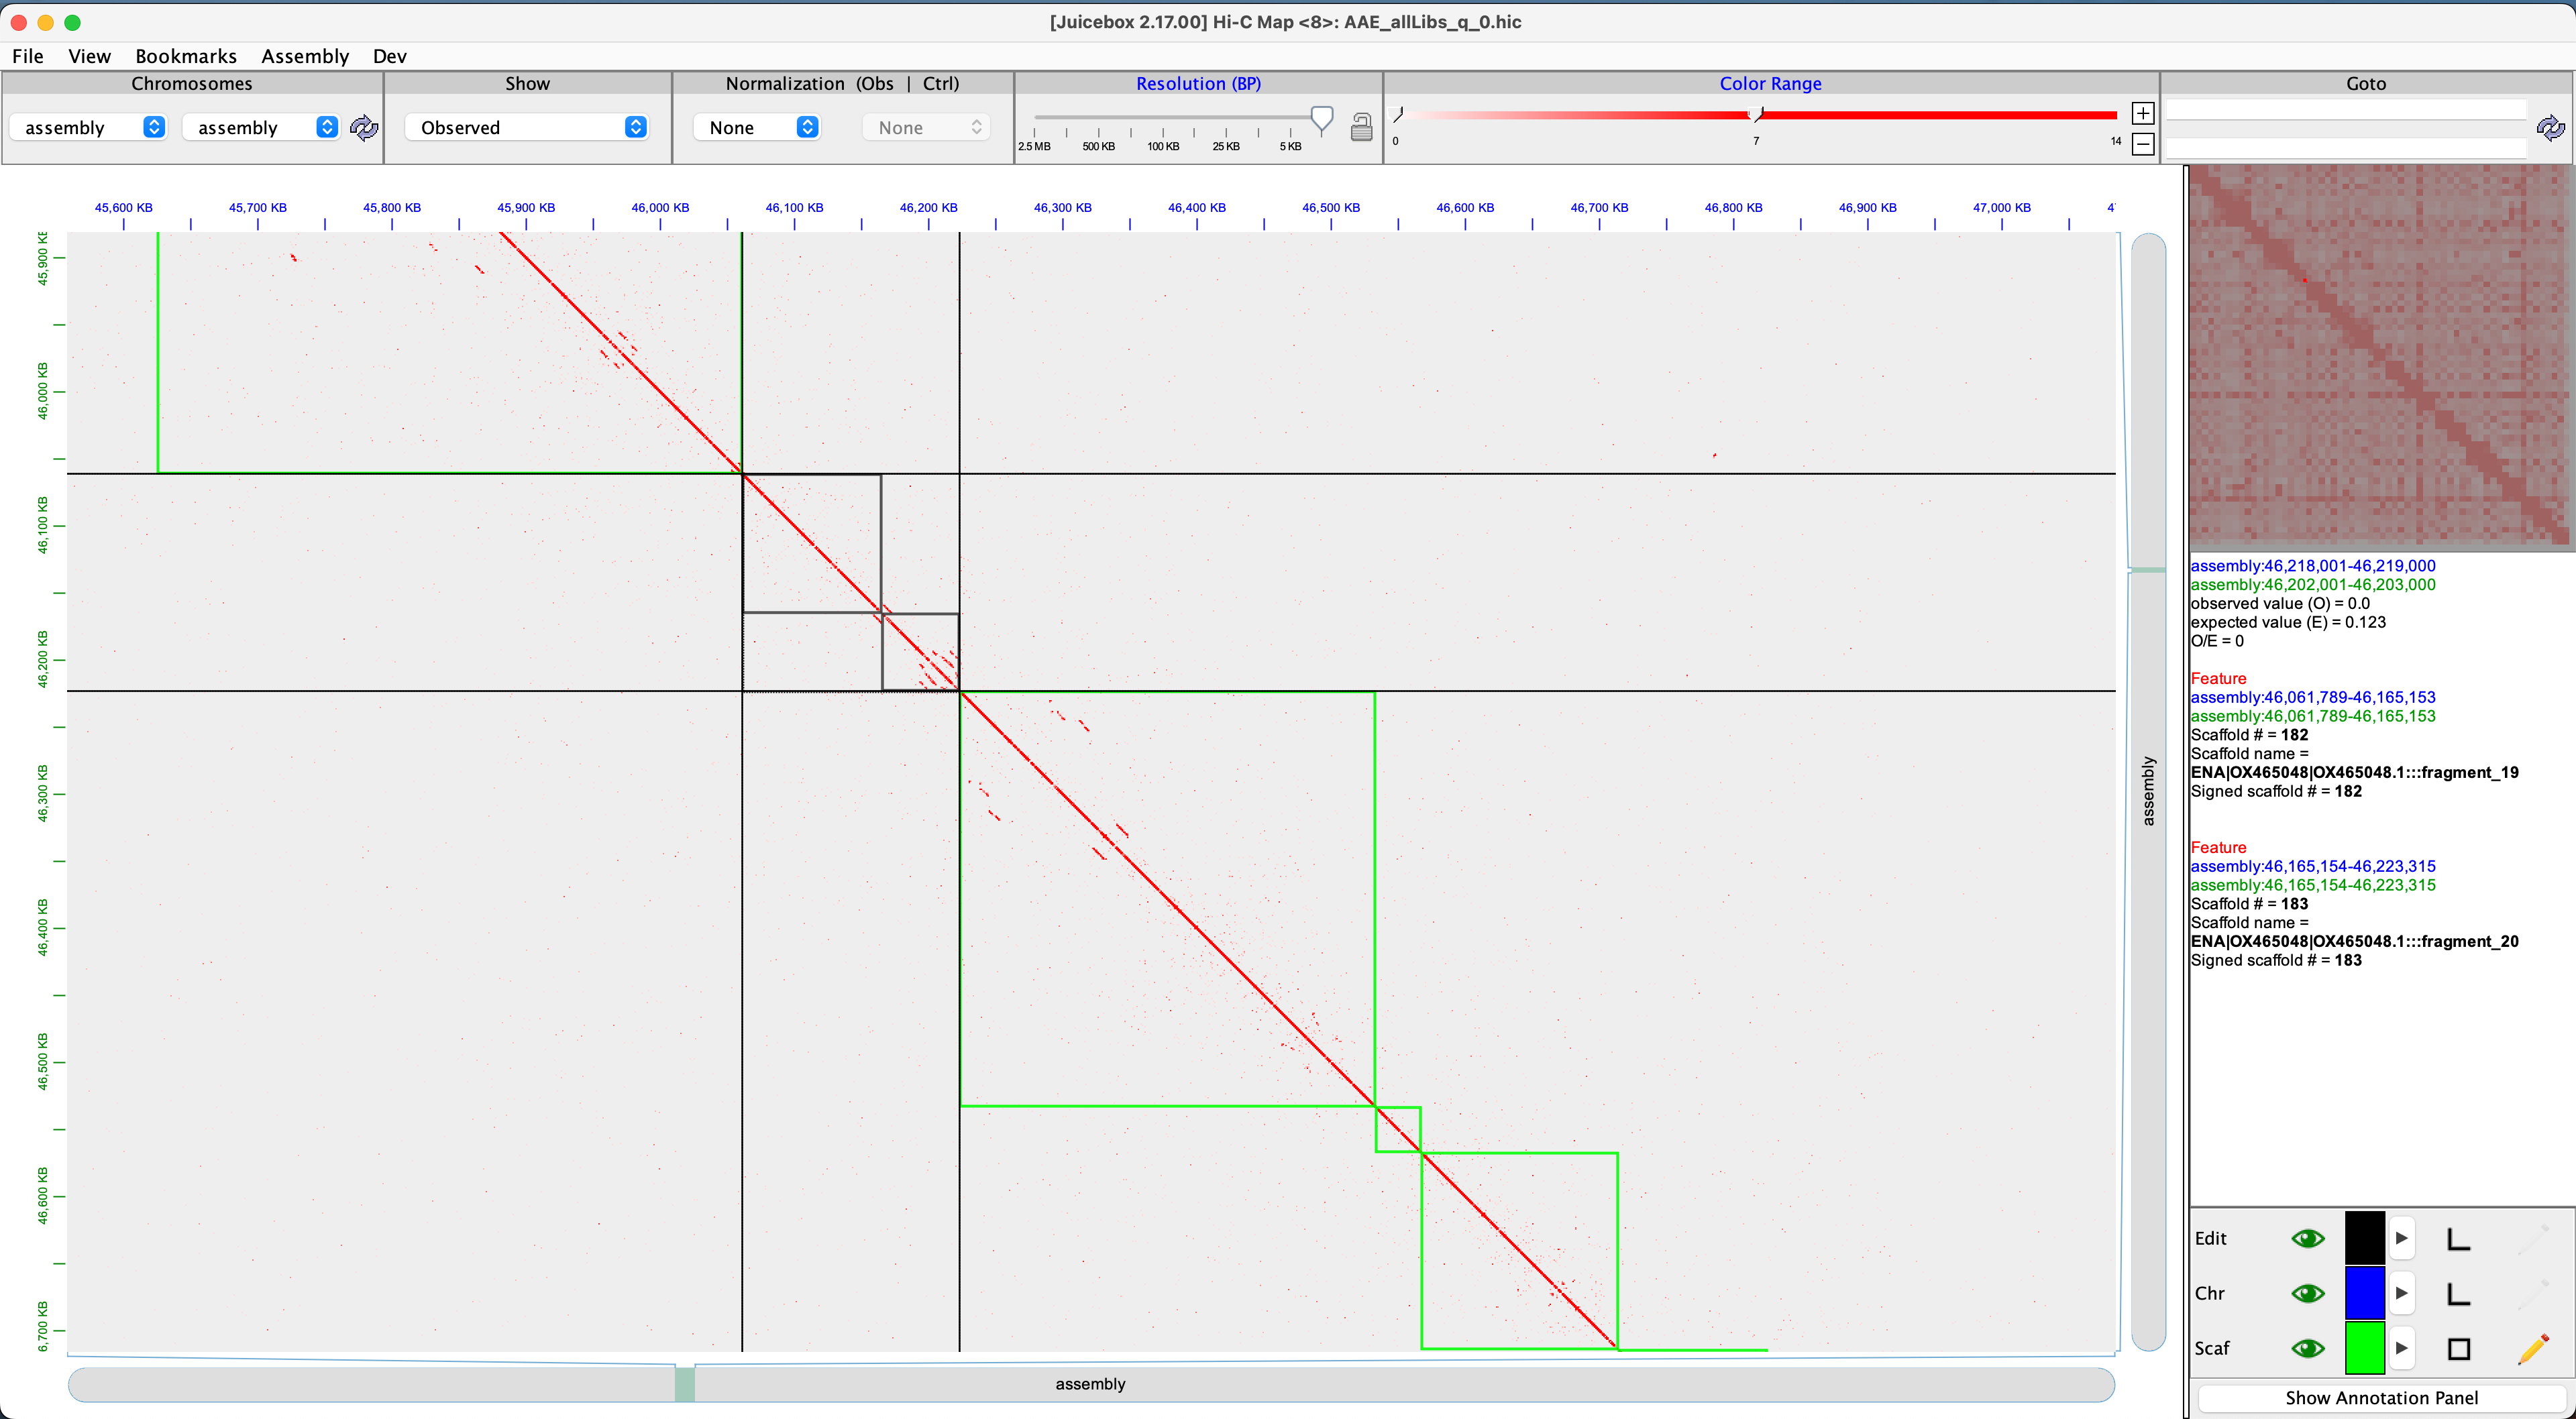 [Juicebox 2.17.00] Hi-C Map <8>: AAE_allLibs_q_0.hic
File View Bookmarks Assembly Dev
Chromosomes Show Normalization (Obs | Ctrl) Resolution (BP) Color Range Goto
assembly assembly Observed None None
2.5 MB 500 KB 100 KB 25 KB 5 KB
0 7 14
45,600 KB 45,700 KB 45,800 KB 45,900 KB 46,000 KB 46,100 KB 46,200 KB 46,300 KB 46,400 KB 46,500 KB 46,600 KB 46,700 KB 46,800 KB 46,900 KB 47,000 KB 4
45,900 KB
46,000 KB
46,100 KB
46,200 KB
46,300 KB
46,400 KB
46,500 KB
46,600 KB
6,700 KB
assembly
assembly
assembly:46,218,001-46,219,000
assembly:46,202,001-46,203,000
observed value (O) = 0.0
expected value (E) = 0.123
O/E = 0
Feature
assembly:46,061,789-46,165,153
assembly:46,061,789-46,165,153
Scaffold # = 182
Scaffold name =
ENA|OX465048|OX465048.1:::fragment_19
Signed scaffold # = 182
Feature
assembly:46,165,154-46,223,315
assembly:46,165,154-46,223,315
Scaffold # = 183
Scaffold name =
ENA|OX465048|OX465048.1:::fragment_20
Signed scaffold # = 183
Edit
Chr
Scaf
Show Annotation Panel